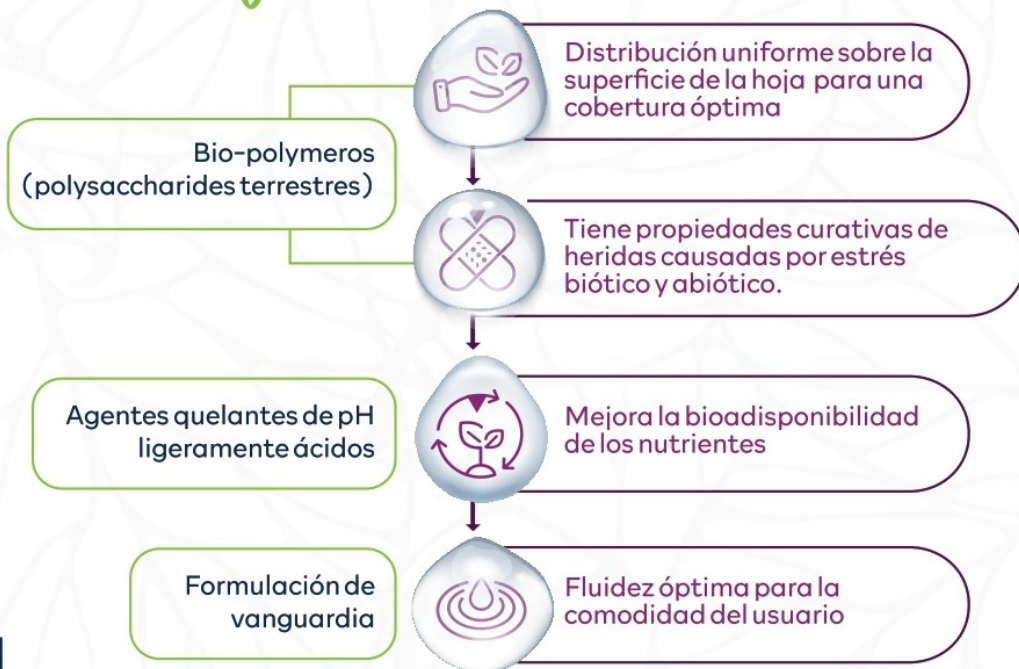 Distribución uniforme sobre la
superficie de la hoja para una
cobertura óptima
Bio-polymeros
(polysaccharides terrestres)
Tiene propiedades curativas de
heridas causadas por estrés
biótico y abiótico.
Agentes quelantes de pH
ligeramente ácidos
Mejora la bioadisponibilidad
de los nutrientes
Formulación de
vanguardia
Fluidez óptima para la
comodidad del usuario